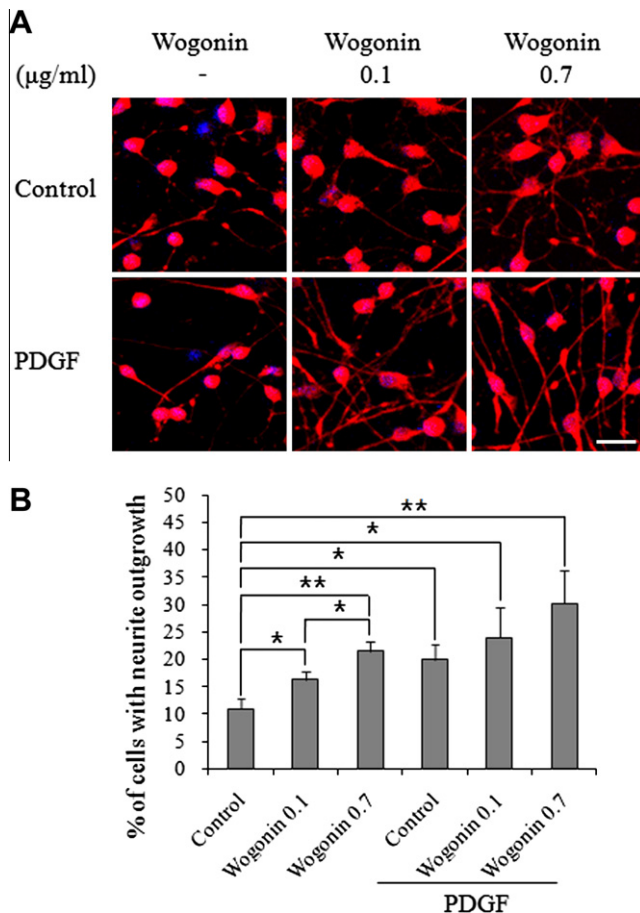 A
Wogonin Wogonin Wogonin
(μg/ml) - 0.1 0.7
Control
PDGF
B
% of cells with neurite outgrowth
50
45
40
35
30
25
20
15
10
5
0
**
*
*
**
*
*
Control
Wogonin 0.1
Wogonin 0.7
Control
Wogonin 0.1
Wogonin 0.7
PDGF